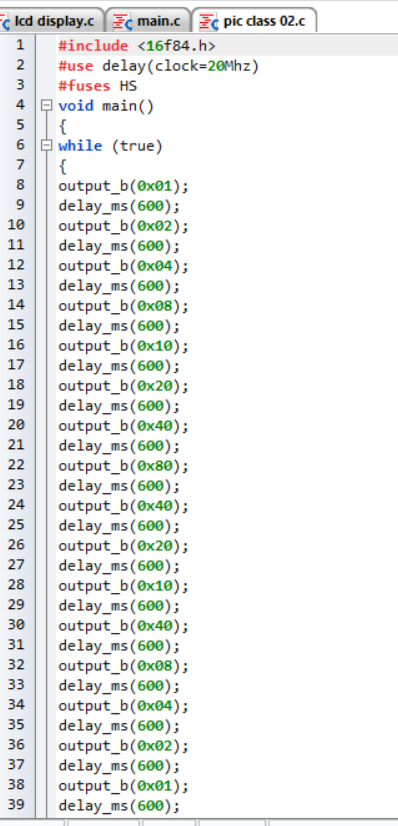 lcd display.c main.c pic class 02.c
1 #include <16f84.h>
2 #use delay(clock=20Mhz)
3 #fuses HS
4 void main()
5 {
6 while (true)
7 {
8 output_b(0x01);
9 delay_ms(600);
10 output_b(0x02);
11 delay_ms(600);
12 output_b(0x04);
13 delay_ms(600);
14 output_b(0x08);
15 delay_ms(600);
16 output_b(0x10);
17 delay_ms(600);
18 output_b(0x20);
19 delay_ms(600);
20 output_b(0x40);
21 delay_ms(600);
22 output_b(0x80);
23 delay_ms(600);
24 output_b(0x40);
25 delay_ms(600);
26 output_b(0x20);
27 delay_ms(600);
28 output_b(0x10);
29 delay_ms(600);
30 output_b(0x40);
31 delay_ms(600);
32 output_b(0x08);
33 delay_ms(600);
34 output_b(0x04);
35 delay_ms(600);
36 output_b(0x02);
37 delay_ms(600);
38 output_b(0x01);
39 delay_ms(600);